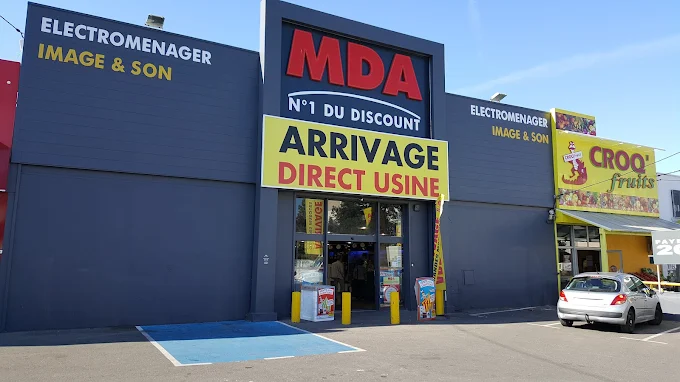 ELECTROMENAGER
IMAGE & SON
MDA
N°1 DU DISCOUNT
ARRIVAGE
DIRECT USINE
ELECTROMENAGER
IMAGE & SON
CROQ'
fruits